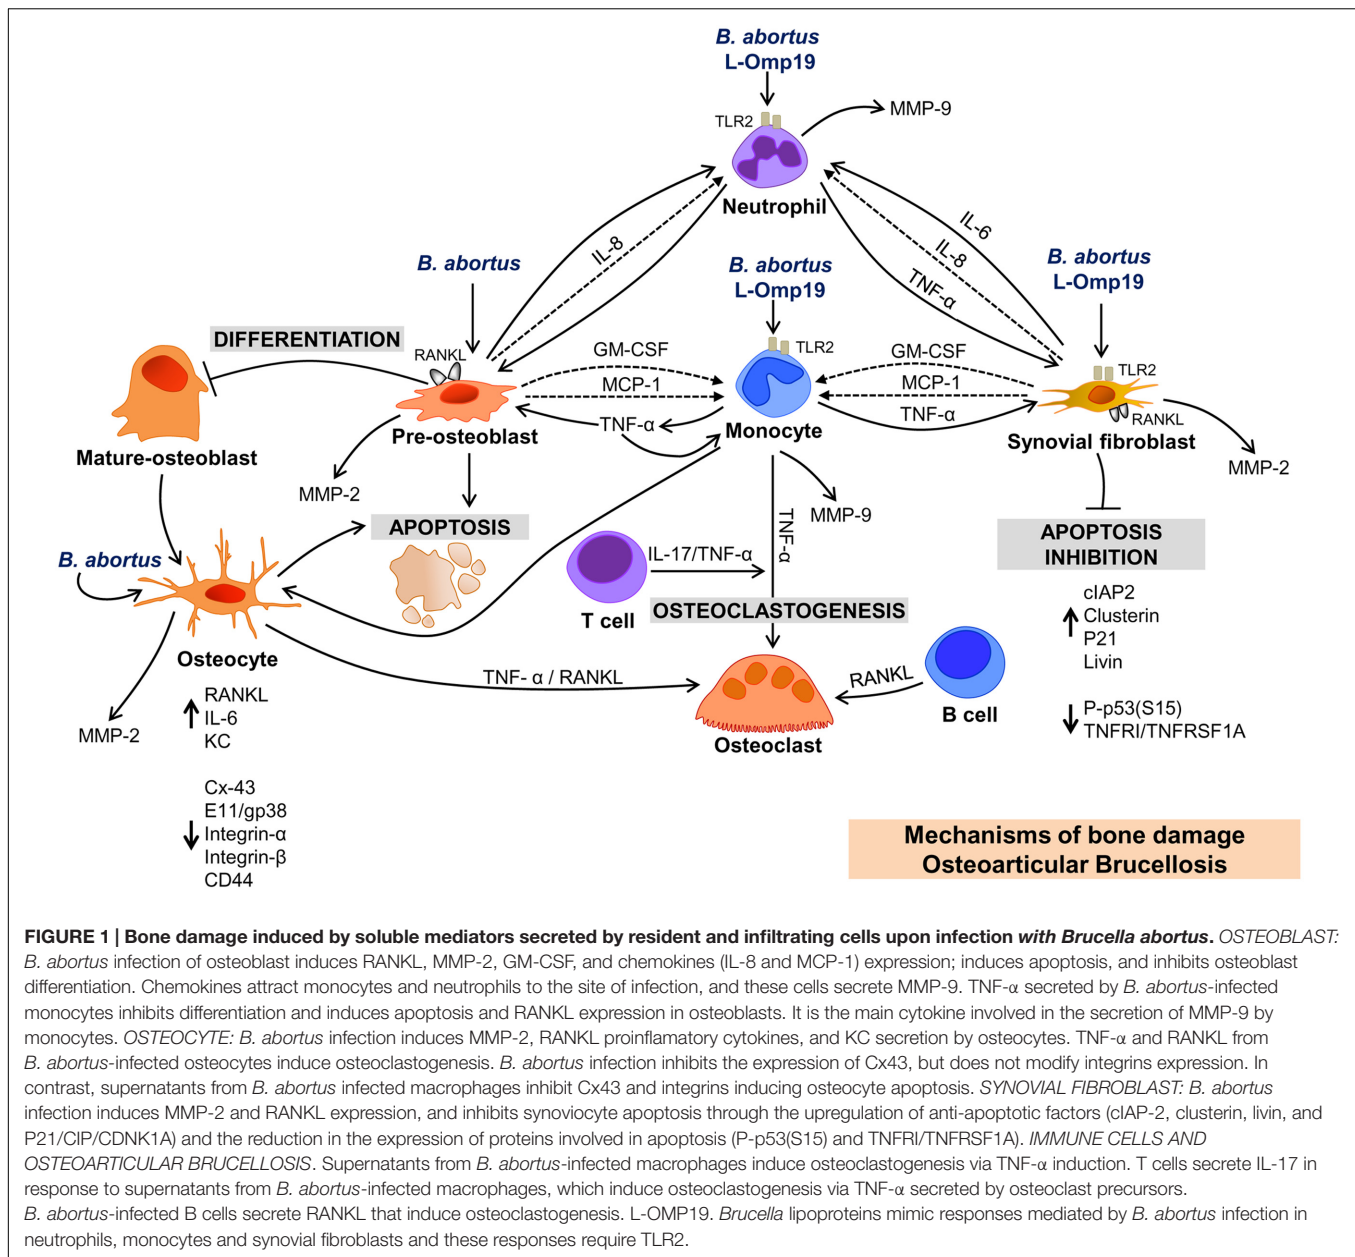 B. abortus
L-Omp19
TLR2
MMP-9
Neutrophil
IL-8
IL-6
IL-8
TNF-α
B. abortus
B. abortus
L-Omp19
B. abortus
L-Omp19
DIFFERENTIATION
RANKL
TLR2
TLR2
GM-CSF
GM-CSF
MCP-1
MCP-1
TNF-α
TNF-α
RANKL
Pre-osteoblast
Monocyte
Synovial fibroblast
Mature-osteoblast
MMP-2
MMP-9
MMP-2
APOPTOSIS
TNF-α
APOPTOSIS
INHIBITION
B. abortus
IL-17/TNF-α
T cell
OSTEOCLASTOGENESIS
cIAP2
Clusterin
P21
Livin
Osteocyte
TNF- α / RANKL
RANKL
B cell
Osteoclast
P-p53(S15)
TNFRI/TNFRSF1A
MMP-2
RANKL
IL-6
KC
Cx-43
E11/gp38
Integrin-α
Integrin-β
CD44
Mechanisms of bone damage
Osteoarticular Brucellosis
FIGURE 1 | Bone damage induced by soluble mediators secreted by resident and infiltrating cells upon infection with Brucella abortus. OSTEOBLAST:
B. abortus infection of osteoblast induces RANKL, MMP-2, GM-CSF, and chemokines (IL-8 and MCP-1) expression; induces apoptosis, and inhibits osteoblast
differentiation. Chemokines attract monocytes and neutrophils to the site of infection, and these cells secrete MMP-9. TNF-α secreted by B. abortus-infected
monocytes inhibits differentiation and induces apoptosis and RANKL expression in osteoblasts. It is the main cytokine involved in the secretion of MMP-9 by
monocytes. OSTEOCYTE: B. abortus infection induces MMP-2, RANKL proinflamatory cytokines, and KC secretion by osteocytes. TNF-α and RANKL from
B. abortus-infected osteocytes induce osteoclastogenesis. B. abortus infection inhibits the expression of Cx43, but does not modify integrins expression. In
contrast, supernatants from B. abortus infected macrophages inhibit Cx43 and integrins inducing osteocyte apoptosis. SYNOVIAL FIBROBLAST: B. abortus
infection induces MMP-2 and RANKL expression, and inhibits synoviocyte apoptosis through the upregulation of anti-apoptotic factors (cIAP-2, clusterin, livin, and
P21/CIP/CDNK1A) and the reduction in the expression of proteins involved in apoptosis (P-p53(S15) and TNFRI/TNFRSF1A). IMMUNE CELLS AND
OSTEOARTICULAR BRUCELLOSIS. Supernatants from B. abortus-infected macrophages induce osteoclastogenesis via TNF-α induction. T cells secrete IL-17 in
response to supernatants from B. abortus-infected macrophages, which induce osteoclastogenesis via TNF-α secreted by osteoclast precursors.
B. abortus-infected B cells secrete RANKL that induce osteoclastogenesis. L-OMP19. Brucella lipoproteins mimic responses mediated by B. abortus infection in
neutrophils, monocytes and synovial fibroblasts and these responses require TLR2.